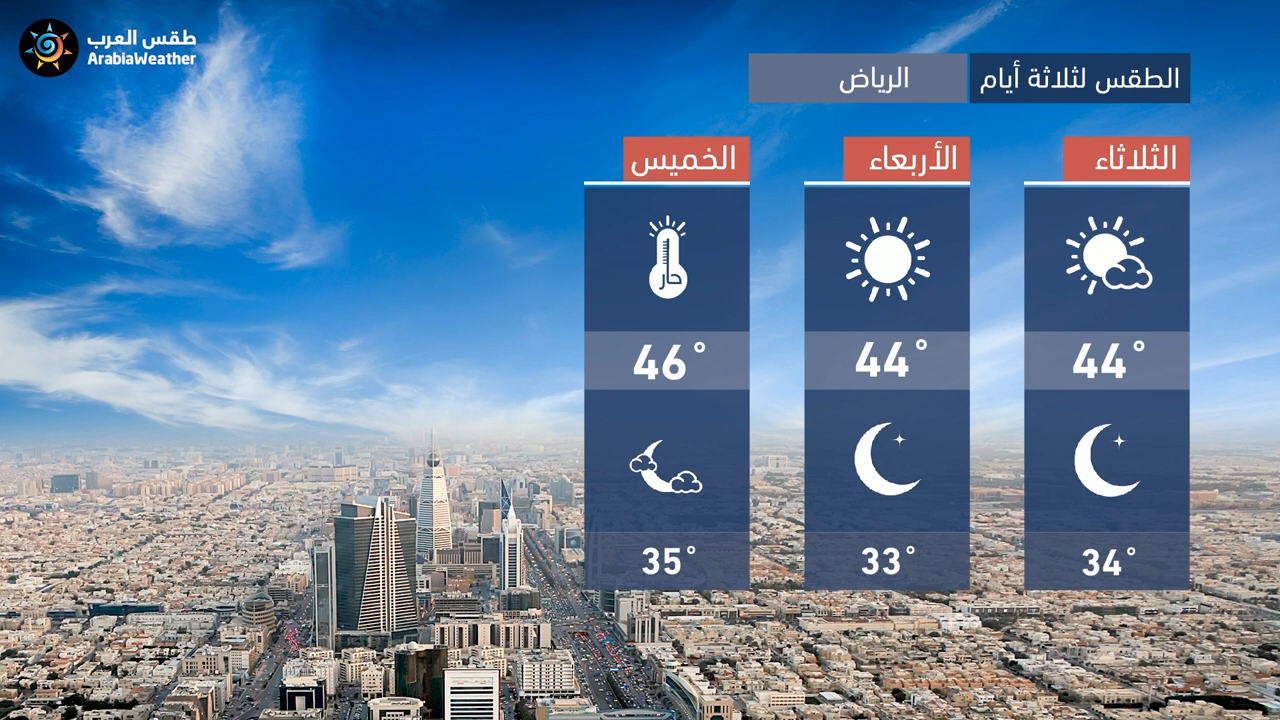 طقس العرب
ArabiaWeather
الطقس لثلاثة أيام
الرياض
الثلاثاء
الأربعاء
الخميس
حار
44°
44°
46°
34°
33°
35°